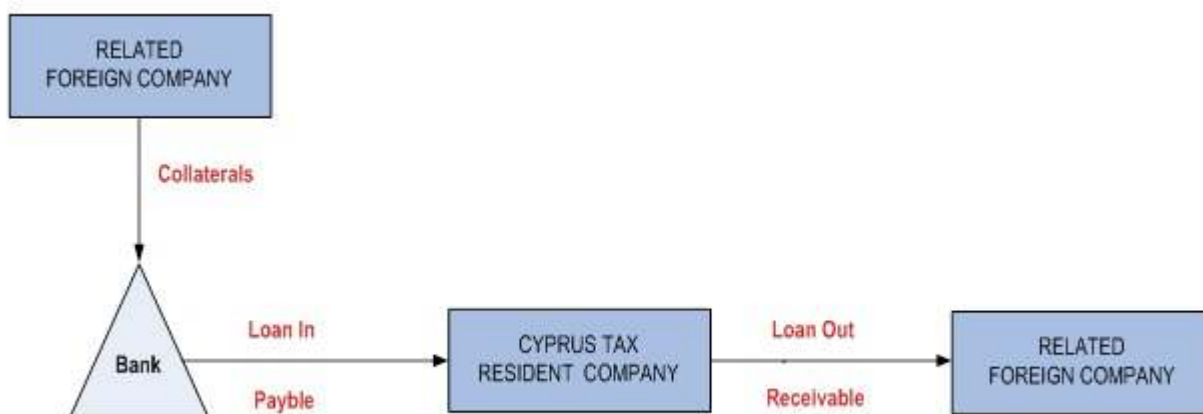 RELATED
FOREIGN COMPANY
Collaterals
Bank
Loan In
Payble
CYPRUS TAX
RESIDENT COMPANY
Loan Out
Receivable
RELATED
FOREIGN COMPANY